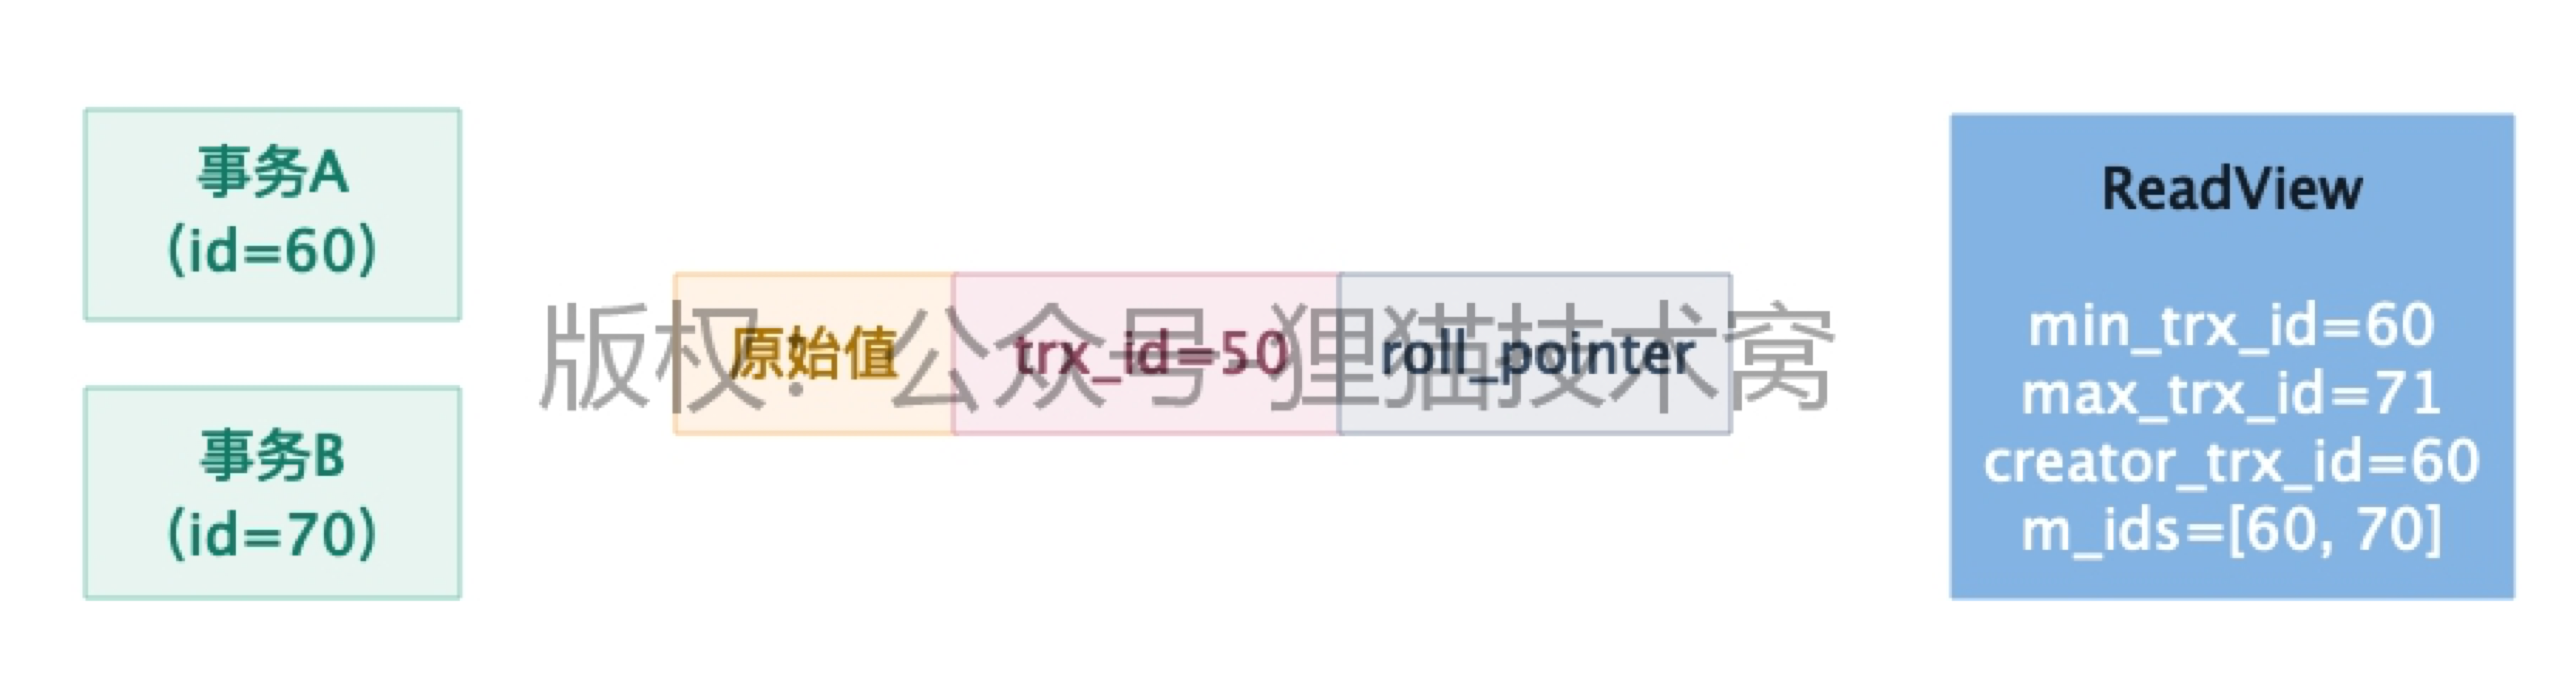 事务A
(id=60)
事务B
(id=70)
原始值
trx_id=50
roll_pointer
版权：公众号-狸猫技术窝
ReadView
min_trx_id=60
max_trx_id=71
creator_trx_id=60
m_ids=[60, 70]